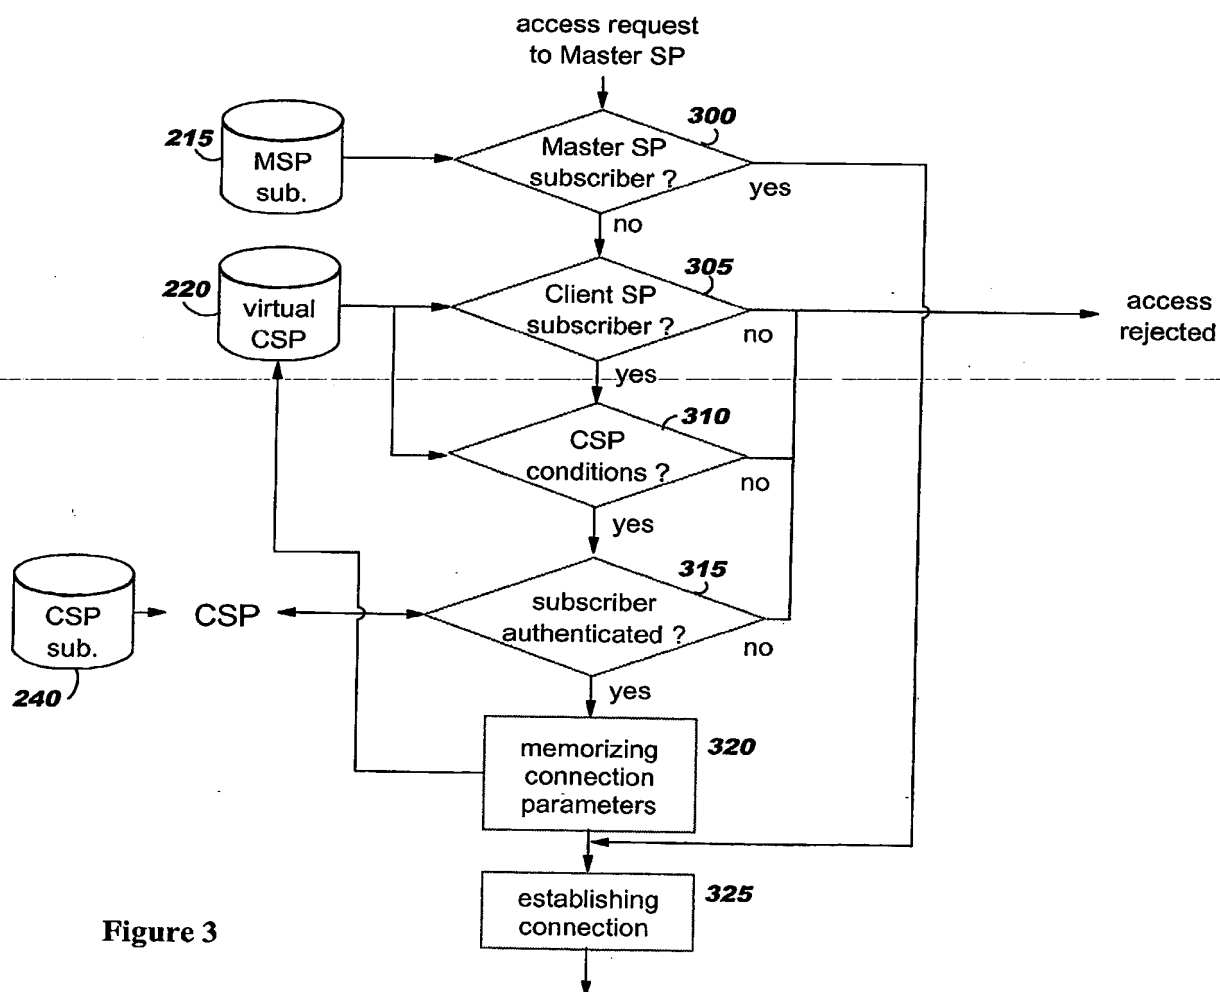 access request
to Master SP
300
215
MSP
sub.
Master SP
subscriber ?
yes
no
305
220
virtual
CSP
Client SP
subscriber ?
no
access
rejected
yes
310
CSP
conditions ?
no
yes
315
CSP
sub.
240
CSP
subscriber
authenticated ?
no
yes
memorizing
connection
parameters
320
establishing
connection
325
Figure 3